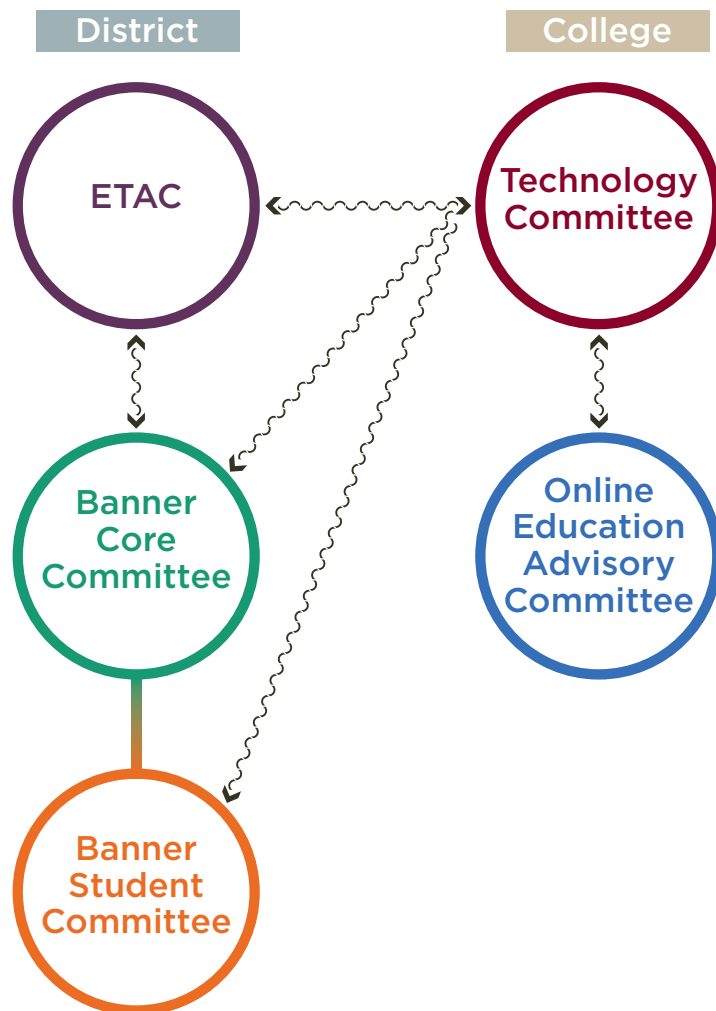 District
College
ETAC
Technology
Committee
Banner
Core
Committee
Online
Education
Advisory
Committee
Banner
Student
Committee